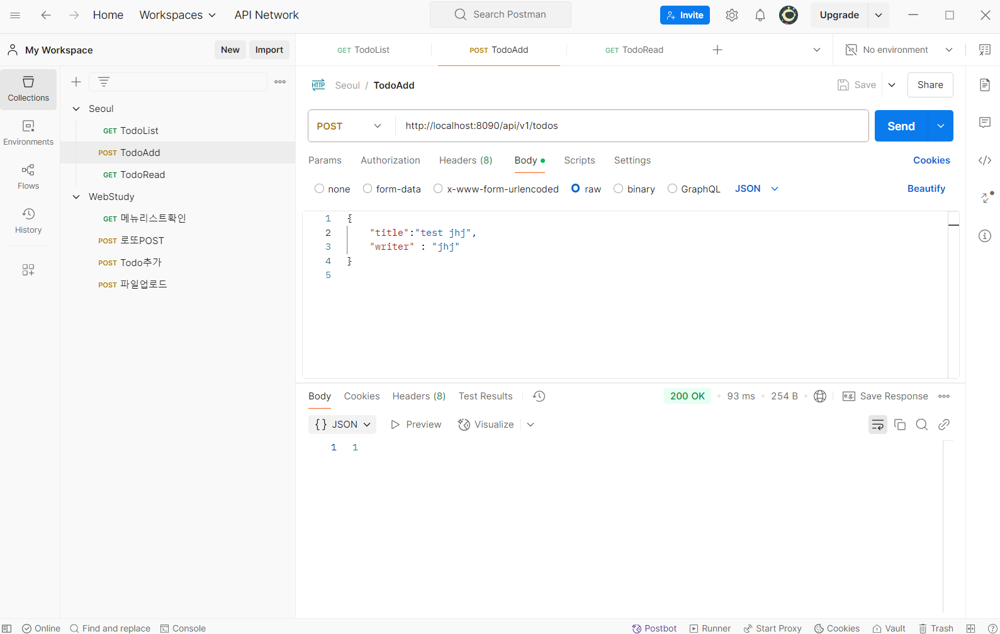 Home Workspaces API Network Search Postman Invite Upgrade
My Workspace New Import GET TodoList POST TodoAdd GET TodoRead No environment
Collections
Environments
Flows
History
Seoul
GET TodoList
POST TodoAdd
GET TodoRead
WebStudy
GET 메뉴리스트확인
POST 로또POST
POST Todo추가
POST 파일업로드
HTTP Seoul / TodoAdd Save Share
POST http://localhost:8090/api/v1/todos Send
Params Authorization Headers (8) Body Scripts Settings Cookies
none form-data x-www-form-urlencoded raw binary GraphQL JSON Beautify
1 {
2 "title":"test jhj",
3 "writer" : "jhj"
4 }
5
Body Cookies Headers (8) Test Results 200 OK • 93 ms • 254 B • e.g. Save Response
{} JSON Preview Visualize
1 1
Online Find and replace Console Postbot Runner Start Proxy Cookies Vault Trash